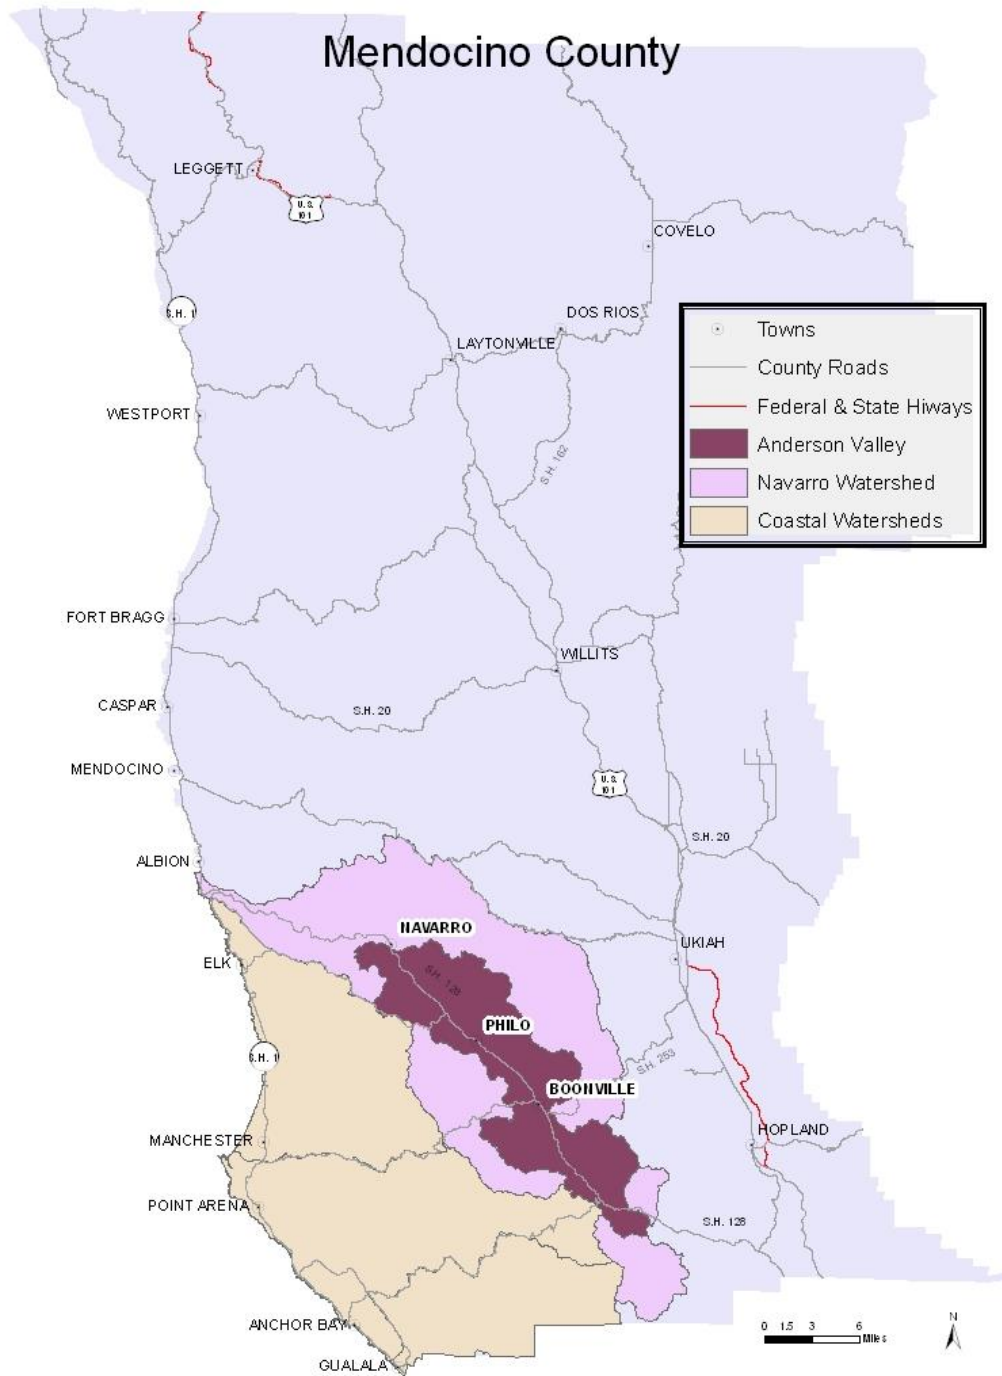 Mendocino County
LEGGETT
U.S.
101
COVELO
S.H. 1
DOS RIOS
Towns
LAYTONVILLE
County Roads
WESTPORT
Federal & State Hiways
Anderson Valley
S.H. 162
Navarro Watershed
Coastal Watersheds
FORT BRAGG
WILLITS
CASPAR
S.H. 20
MENDOCINO
U.S.
101
S.H. 20
ALBION
NAVARRO
UKIAH
ELK
S.H. 128
PHILO
S.H. 1
S.H. 253
BOONVILLE
HOPLAND
MANCHESTER
POINT ARENA
S.H. 128
ANCHOR BAY
0 1.5 3 6
Miles
N
GUALALA